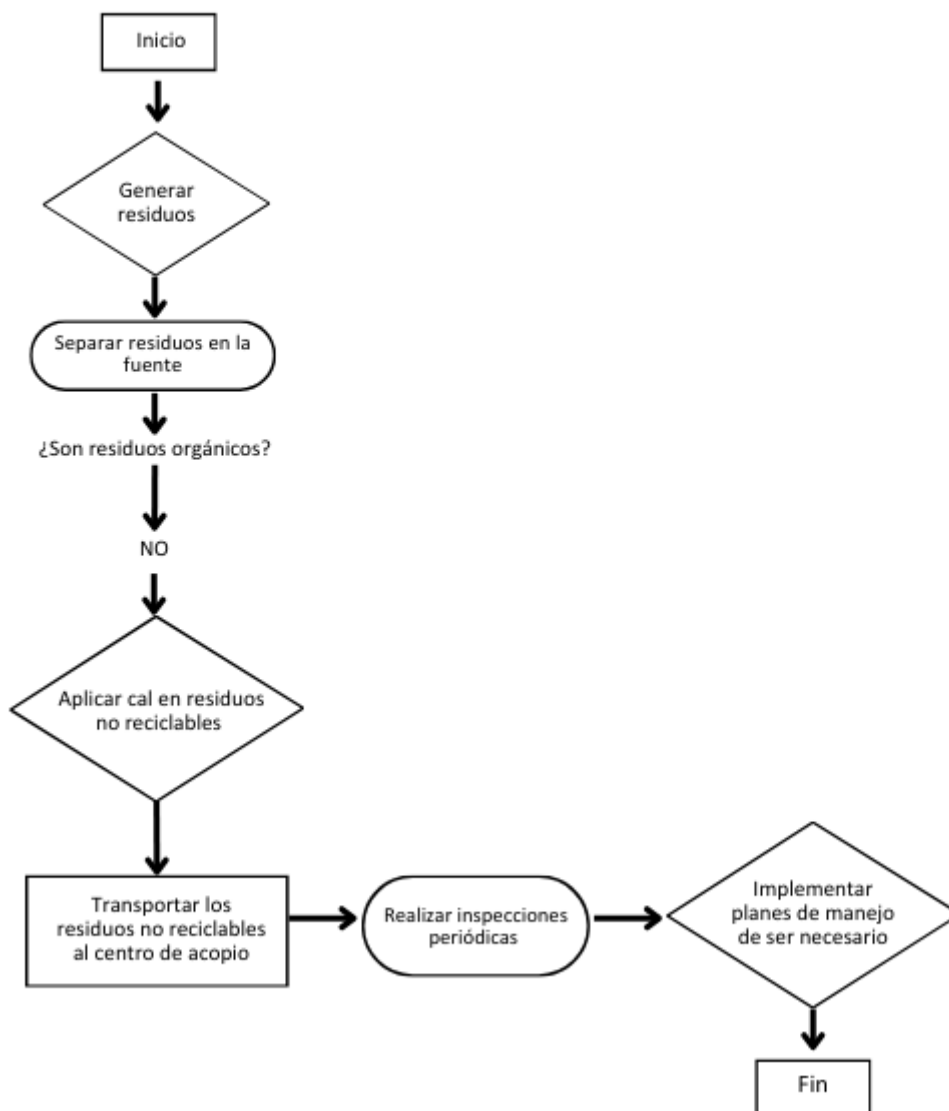 Inicio
Generar
residuos
Separar residuos en la
fuente
¿Son residuos orgánicos?
NO
Aplicar cal en residuos
no reciclables
Transportar los
residuos no reciclables
al centro de acopio
Realizar inspecciones
periódicas
Implementar
planes de manejo
de ser necesario
Fin